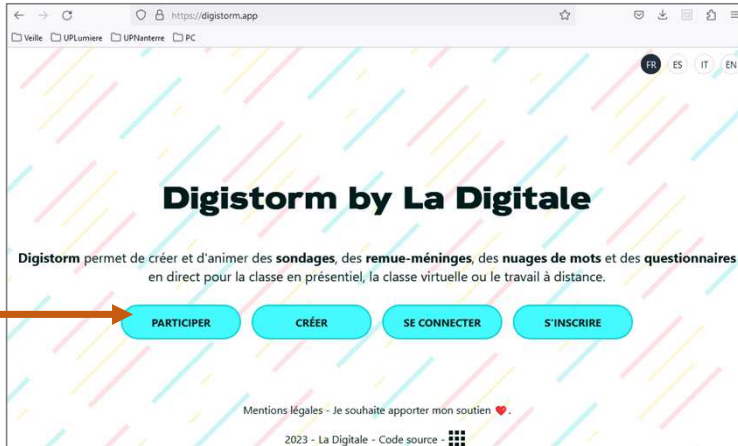 https://digistorm.app
Veille UPLumiere UPNanterre PC
FR ES IT EN
Digistorm by La Digitale
Digistorm permet de créer et d'animer des sondages, des remue-méninges, des nuages de mots et des questionnaires
en direct pour la classe en présentiel, la classe virtuelle ou le travail à distance.
PARTICIPER CRÉER SE CONNECTER S'INSCRIRE
Mentions légales - Je souhaite apporter mon soutien ❤.
2023 - La Digitale - Code source -